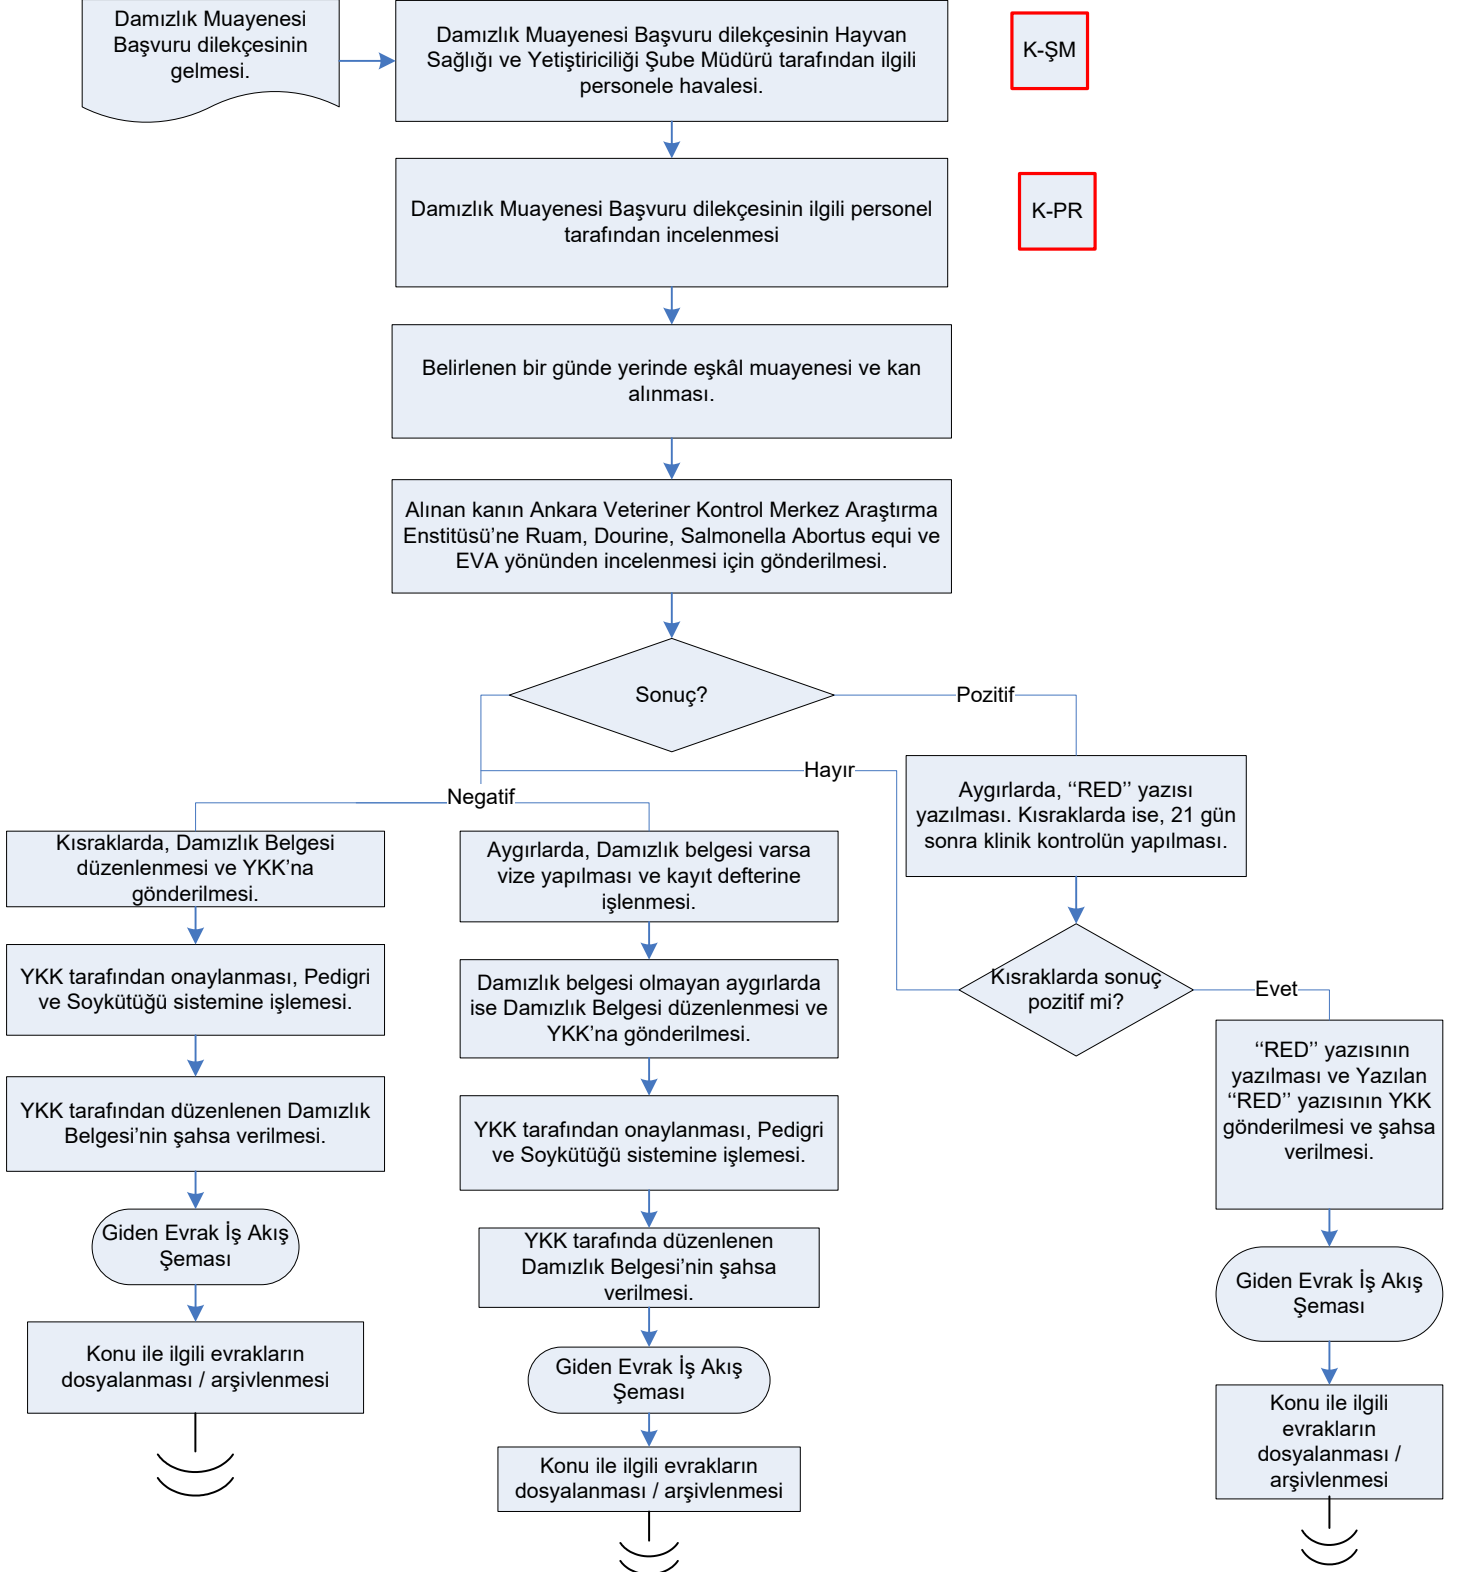 Damızlık Muayenesi
Başvuru dilekçesinin
gelmesi.
Damızlık Muayenesi Başvuru dilekçesinin Hayvan
Sağlığı ve Yetiştiriciliği Şube Müdürü tarafından ilgili
personele havalesi.
K-ŞM
Damızlık Muayenesi Başvuru dilekçesinin ilgili personel
tarafından incelenmesi
K-PR
Belirlenen bir günde yerinde eşkâl muayenesi ve kan
alınması.
Alınan kanın Ankara Veteriner Kontrol Merkez Araştırma
Enstitüsü’ne Ruam, Dourine, Salmonella Abortus equi ve
EVA yönünden incelenmesi için gönderilmesi.
Sonuç?
Pozitif
Hayır
Negatif
Aygırlarda, ‘‘RED’’ yazısı
yazılması. Kısraklarda ise, 21 gün
sonra klinik kontrolün yapılması.
Kısraklarda, Damızlık Belgesi
düzenlenmesi ve YKK’na
gönderilmesi.
YKK tarafından onaylanması, Pedigri
ve Soykütüğü sistemine işlemesi.
YKK tarafından düzenlenen Damızlık
Belgesi’nin şahsa verilmesi.
Giden Evrak İş Akış
Şeması
Konu ile ilgili evrakların
dosyalanması / arşivlenmesi
Aygırlarda, Damızlık belgesi varsa
vize yapılması ve kayıt defterine
işlenmesi.
Damızlık belgesi olmayan aygırlarda
ise Damızlık Belgesi düzenlenmesi ve
YKK’na gönderilmesi.
YKK tarafından onaylanması, Pedigri
ve Soykütüğü sistemine işlemesi.
YKK tarafında düzenlenen
Damızlık Belgesi’nin şahsa
verilmesi.
Giden Evrak İş Akış
Şeması
Konu ile ilgili evrakların
dosyalanması / arşivlenmesi
Kısraklarda sonuç
pozitif mi?
Evet
‘‘RED’’ yazısının
yazılması ve Yazılan
‘‘RED’’ yazısının YKK
gönderilmesi ve şahsa
verilmesi.
Giden Evrak İş Akış
Şeması
Konu ile ilgili
evrakların
dosyalanması /
arşivlenmesi